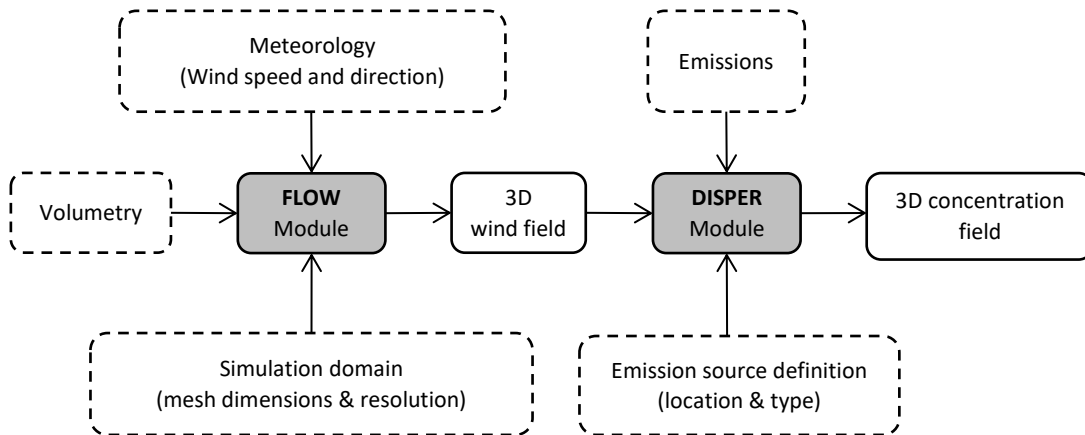 Meteorology
(Wind speed and direction)
Emissions
Volumetry
FLOW
Module
3D
wind field
DISPER
Module
3D concentration
field
Simulation domain
(mesh dimensions & resolution)
Emission source definition
(location & type)